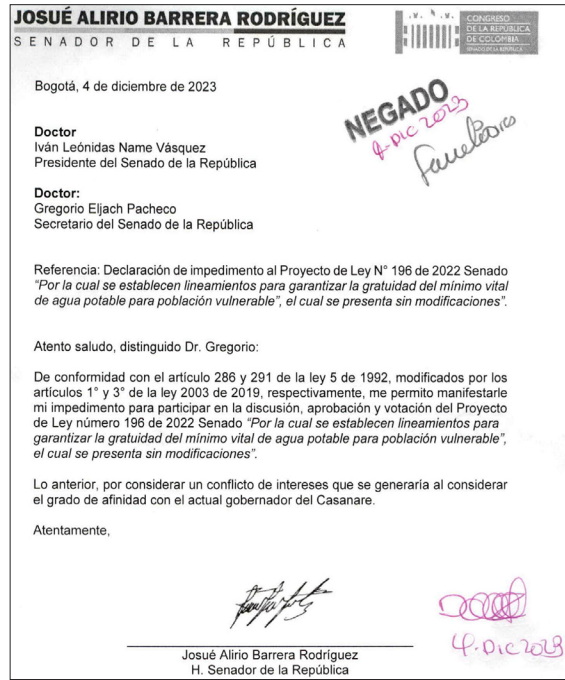 JOSUÉ ALIRIO BARRERA RODRÍGUEZ
SENADOR DE LA REPÚBLICA
CONGRESO
DE LA REPÚBLICA
DE COLOMBIA
Bogotá, 4 de diciembre de 2023
NEGADO
4-DIC 2023
Doctor
Iván Leónidas Name Vásquez
Presidente del Senado de la República
Doctor:
Gregorio Eljach Pacheco
Secretario del Senado de la República
Referencia: Declaración de impedimento al Proyecto de Ley N° 196 de 2022 Senado
“Por la cual se establecen lineamientos para garantizar la gratuidad del mínimo vital
de agua potable para población vulnerable”, el cual se presenta sin modificaciones”.
Atento saludo, distinguido Dr. Gregorio:
De conformidad con el artículo 286 y 291 de la ley 5 de 1992, modificados por los
artículos 1° y 3° de la ley 2003 de 2019, respectivamente, me permito manifestarle
mi impedimento para participar en la discusión, aprobación y votación del Proyecto
de Ley número 196 de 2022 Senado “Por la cual se establecen lineamientos para
garantizar la gratuidad del mínimo vital de agua potable para población vulnerable”,
el cual se presenta sin modificaciones”.
Lo anterior, por considerar un conflicto de intereses que se generaría al considerar
el grado de afinidad con el actual gobernador del Casanare.
Atentamente,
4-DIC 2023
Josué Alirio Barrera Rodríguez
H. Senador de la República